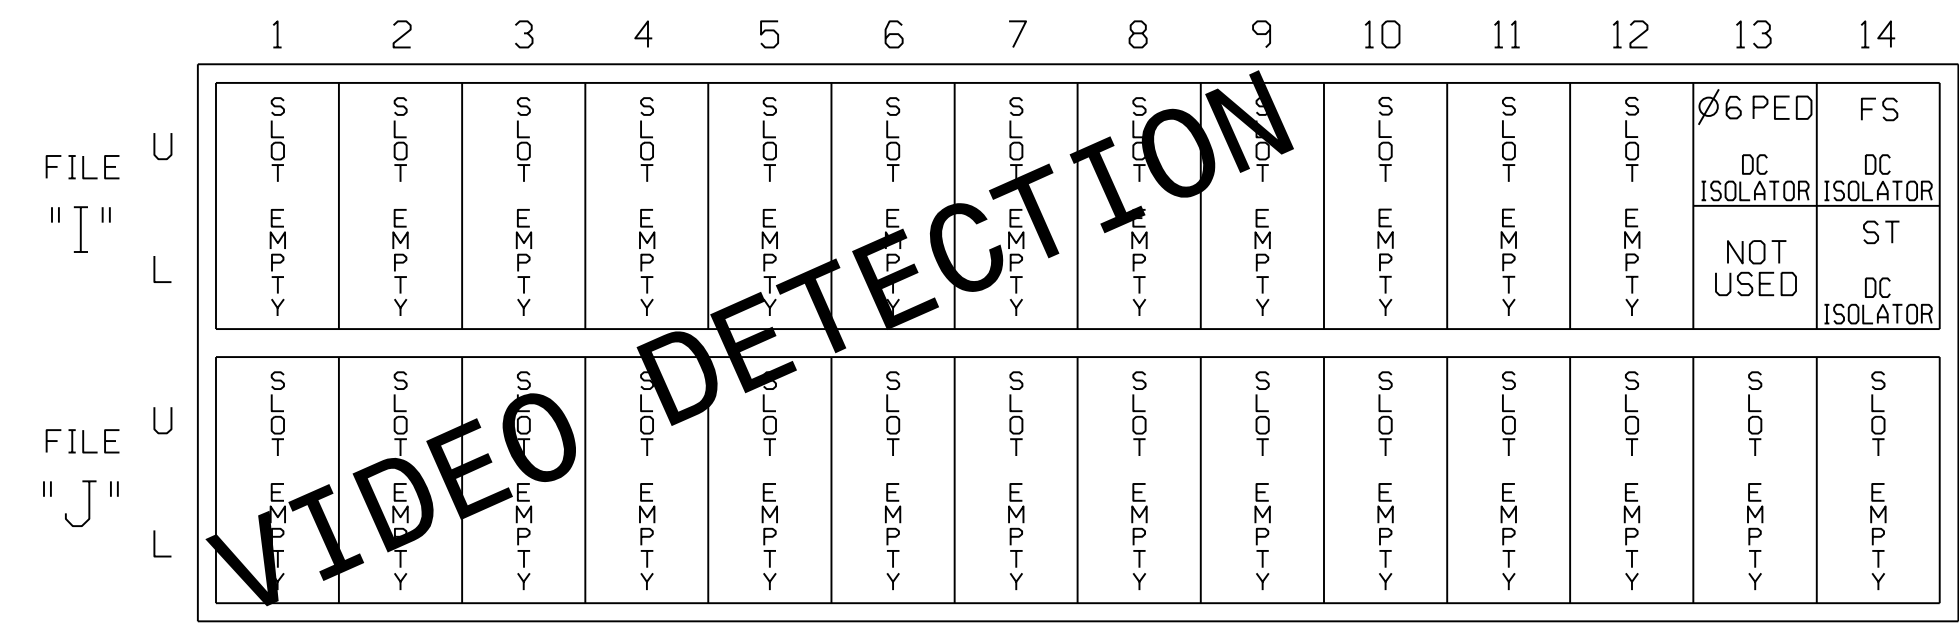 1 2 3 4 5 6 7 8 9 10 11 12 13 14
FILE "I"
U
L
SLOT EMPTY
SLOT EMPTY
SLOT EMPTY
SLOT EMPTY
SLOT EMPTY
SLOT EMPTY
SLOT EMPTY
SLOT EMPTY
SLOT EMPTY
SLOT EMPTY
SLOT EMPTY
SLOT EMPTY
Ø6 PED
DC
ISOLATOR
NOT
USED
FS
DC
ISOLATOR
ST
DC
ISOLATOR
FILE "J"
U
L
SLOT EMPTY
SLOT EMPTY
SLOT EMPTY
SLOT EMPTY
SLOT EMPTY
SLOT EMPTY
SLOT EMPTY
SLOT EMPTY
SLOT EMPTY
SLOT EMPTY
SLOT EMPTY
SLOT EMPTY
SLOT EMPTY
SLOT EMPTY
VIDEO DETECTION